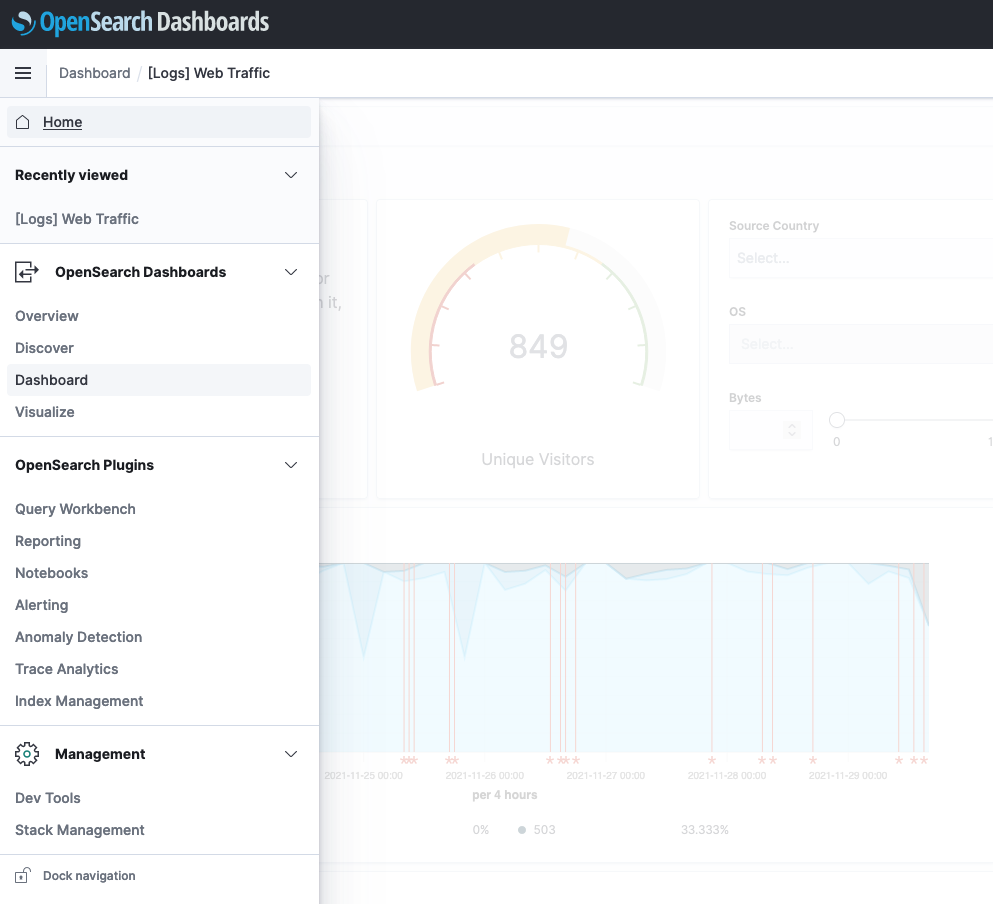 OpenSearch Dashboards
Dashboard / [Logs] Web Traffic
Home
Recently viewed
[Logs] Web Traffic
OpenSearch Dashboards
Overview
Discover
Dashboard
Visualize
OpenSearch Plugins
Query Workbench
Reporting
Notebooks
Alerting
Anomaly Detection
Trace Analytics
Index Management
Management
Dev Tools
Stack Management
Dock navigation
it,
849
Unique Visitors
Source Country
Select...
OS
Select...
Bytes
0
2021-11-25 00:00 2021-11-26 00:00 2021-11-27 00:00 2021-11-28 00:00 2021-11-29 00:00
per 4 hours
0% 503 33.333%